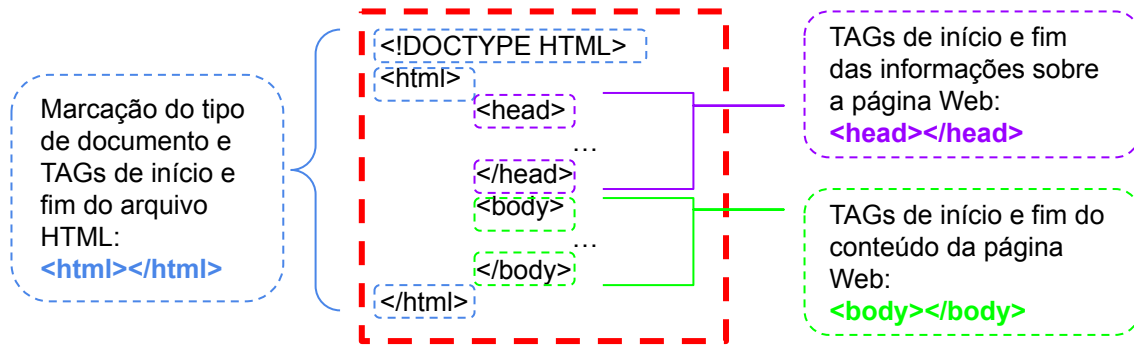 Marcação do tipo
de documento e
TAGs de início e
fim do arquivo
HTML:
<html></html>
<!DOCTYPE HTML>
<html>
<head>
…
</head>
<body>
…
</body>
</html>
TAGs de início e fim
das informações sobre
a página Web:
<head></head>
TAGs de início e fim do
conteúdo da página
Web:
<body></body>